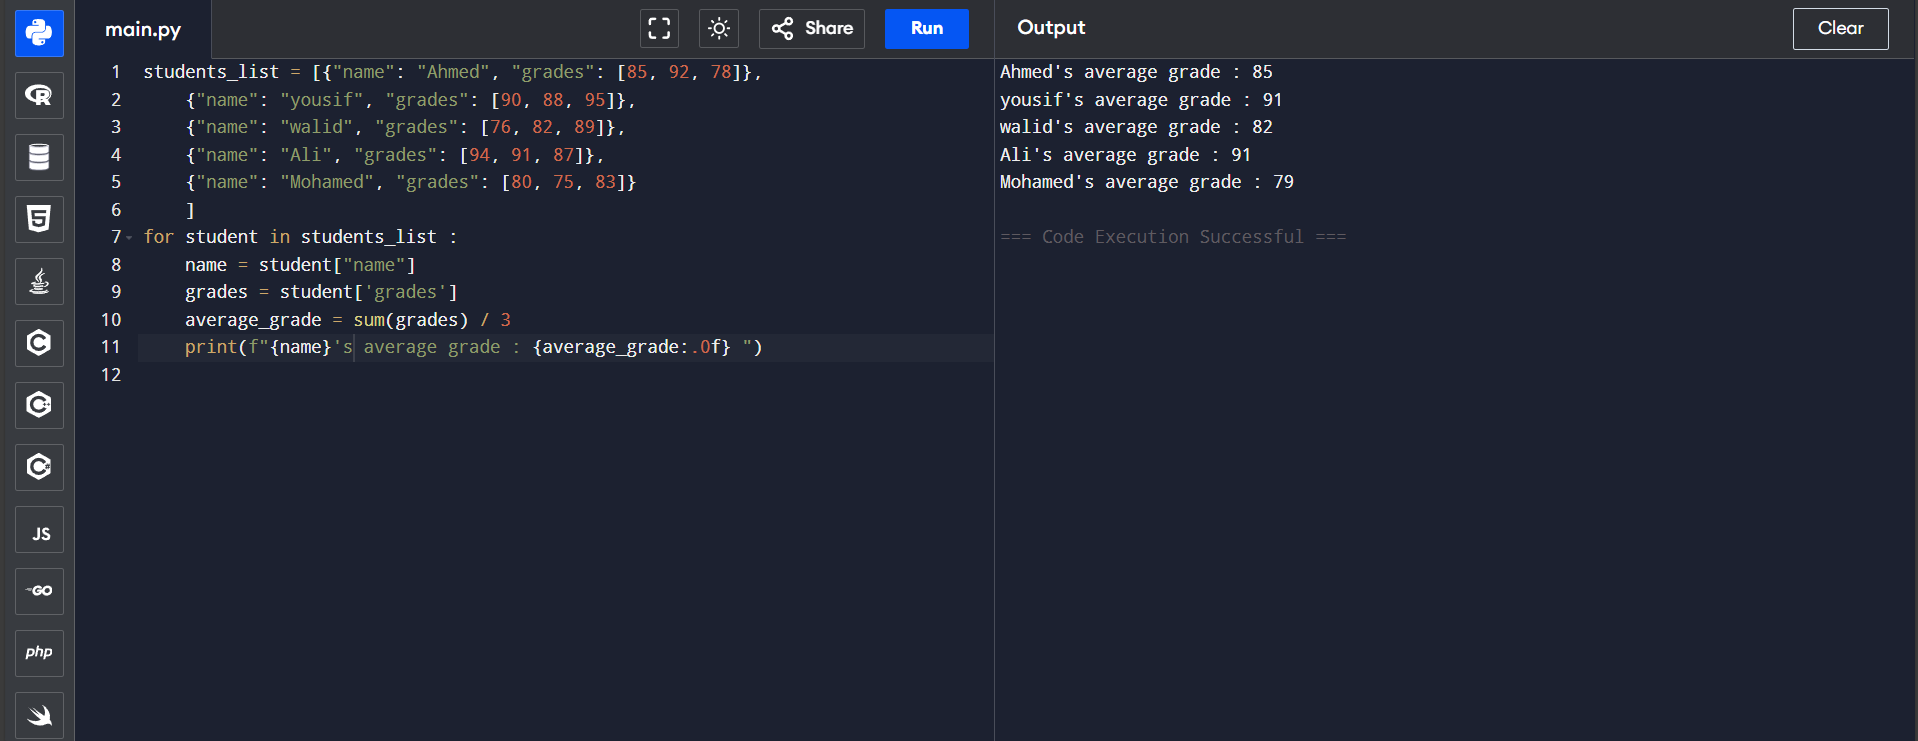 main.py
Share
Run
Output
Clear
1 students_list = [{"name": "Ahmed", "grades": [85, 92, 78]},
2     {"name": "yousif", "grades": [90, 88, 95]},
3     {"name": "walid", "grades": [76, 82, 89]},
4     {"name": "Ali", "grades": [94, 91, 87]},
5     {"name": "Mohamed", "grades": [80, 75, 83]}
6     ]
7 for student in students_list :
8     name = student["name"]
9     grades = student['grades']
10     average_grade = sum(grades) / 3
11     print(f"{name}'s average grade : {average_grade:.0f} ")
12
Ahmed's average grade : 85
yousif's average grade : 91
walid's average grade : 82
Ali's average grade : 91
Mohamed's average grade : 79
=== Code Execution Successful ===
R
5
C
C++
C#
JS
GO
php